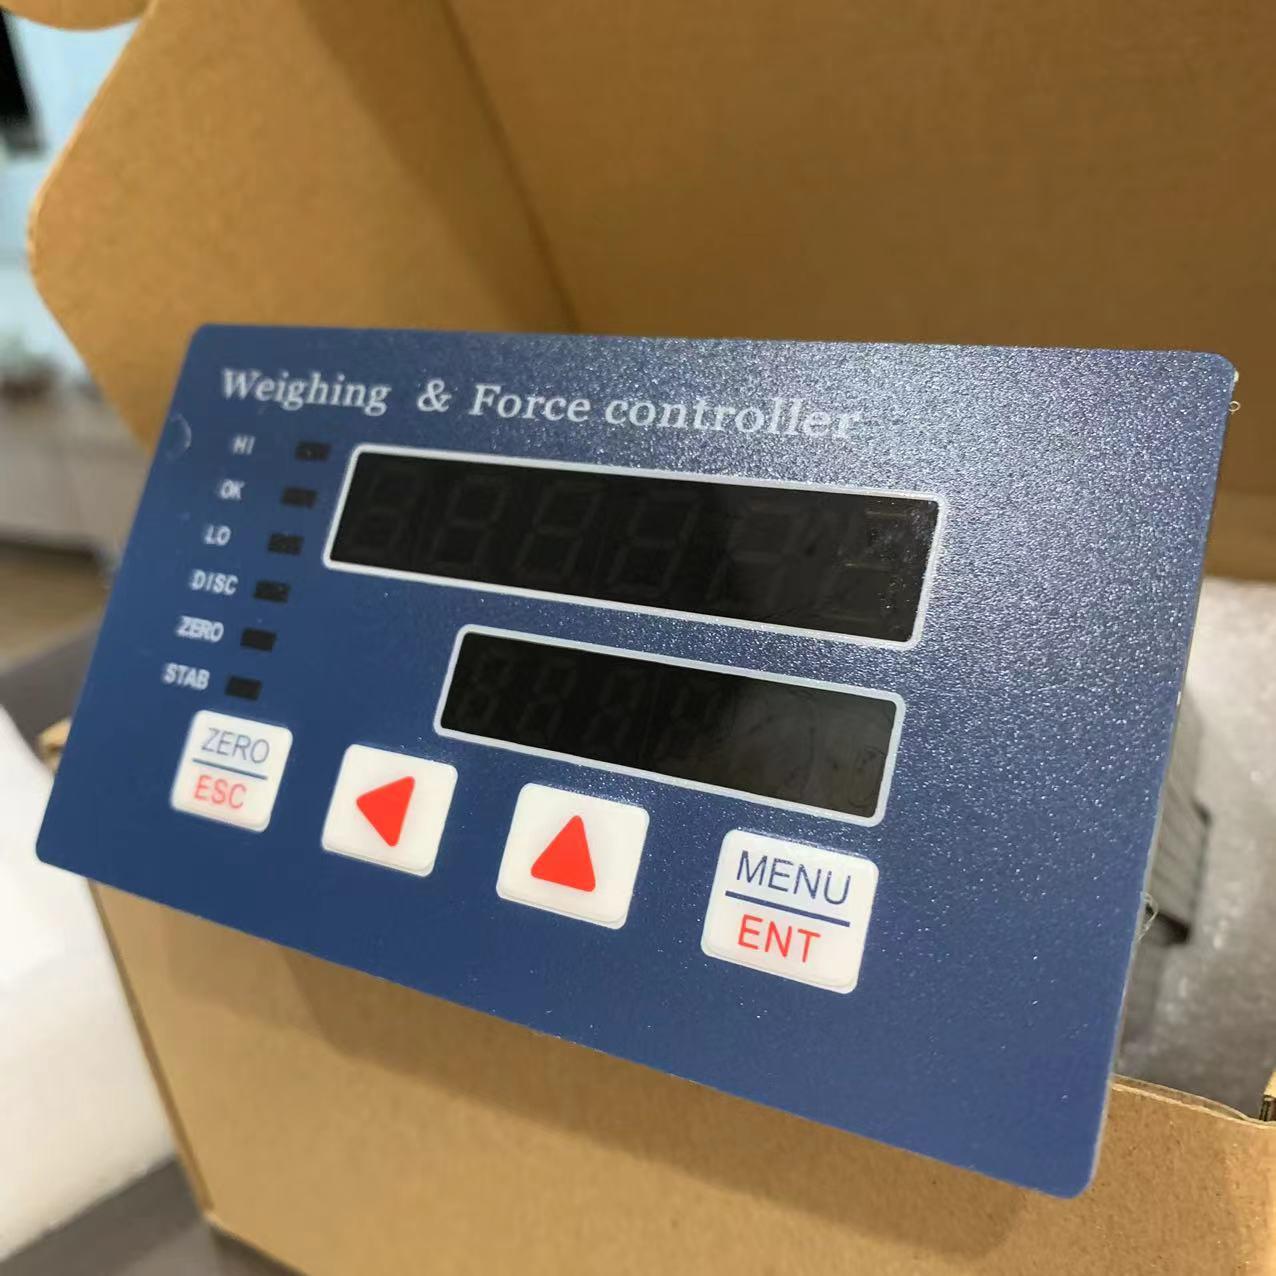 Weighing & Force controller
HI
OK
LO
DISC
ZERO
STAB
ZERO
ESC
MENU
ENT